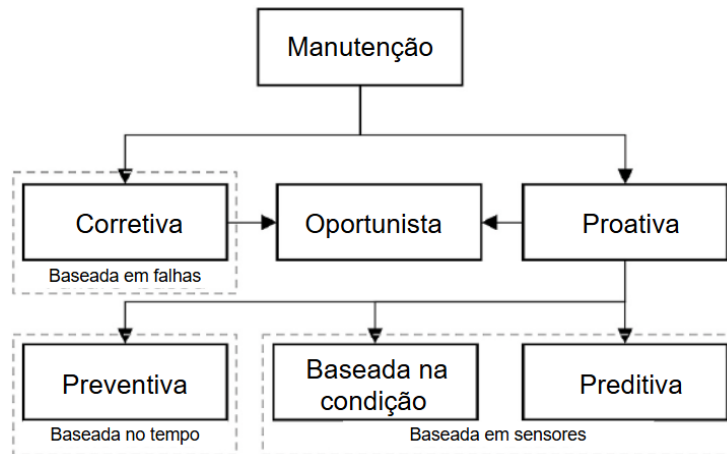 Manutenção
Corretiva
Oportunista
Proativa
Baseada em falhas
Preventiva
Baseada na
condição
Preditiva
Baseada no tempo
Baseada em sensores